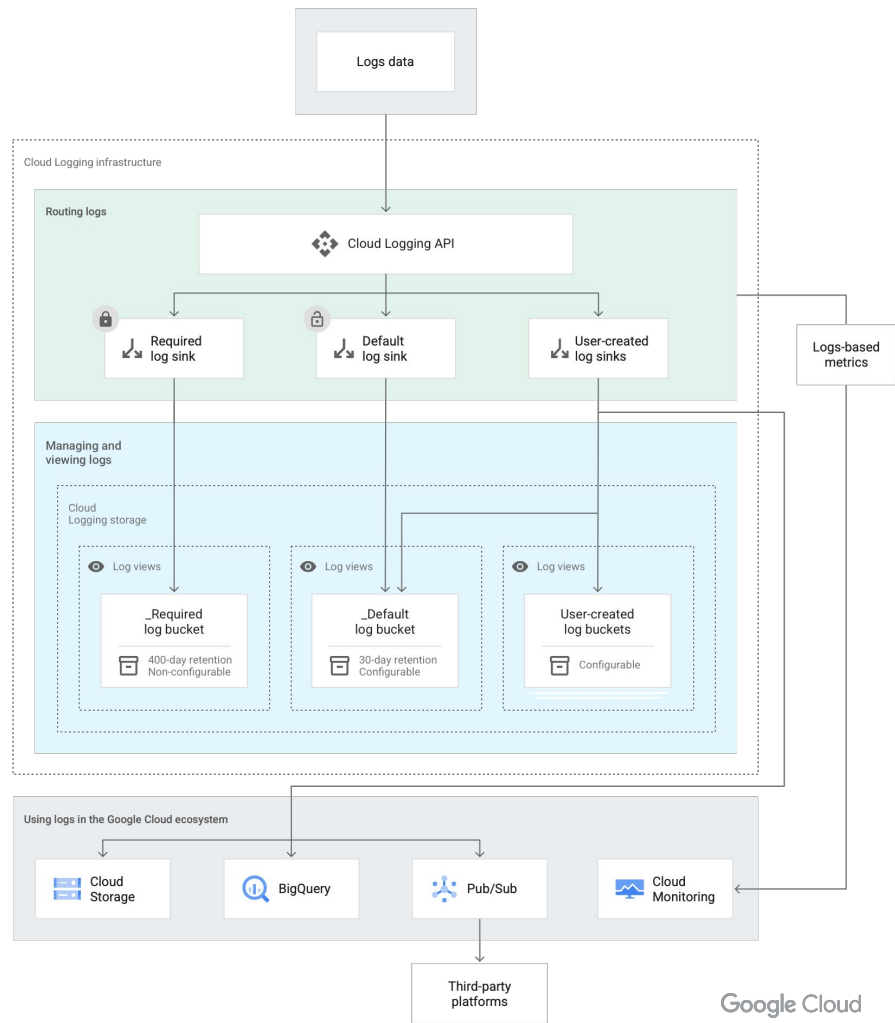 Logs data
Cloud Logging infrastructure
Routing logs
Cloud Logging API
Required
log sink
Default
log sink
User-created
log sinks
Logs-based
metrics
Managing and
viewing logs
Cloud
Logging storage
Log views
_Required
log bucket
400-day retention
Non-configurable
Log views
_Default
log bucket
30-day retention
Configurable
Log views
User-created
log buckets
Configurable
Using logs in the Google Cloud ecosystem
Cloud
Storage
BigQuery
Pub/Sub
Cloud
Monitoring
Third-party
platforms
Google Cloud